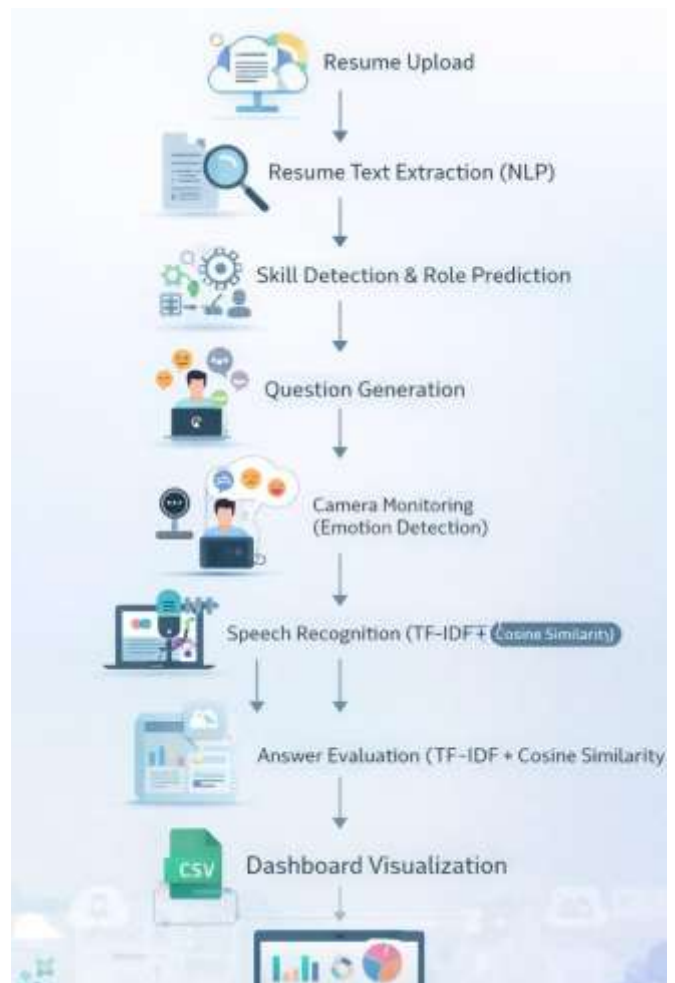 Resume Upload
Resume Text Extraction (NLP)
Skill Detection & Role Prediction
Question Generation
Camera Monitoring
(Emotion Detection)
Speech Recognition (TF-IDF + Cosine Similarity)
Answer Evaluation (TF-IDF + Cosine Similarity
CSV
Dashboard Visualization